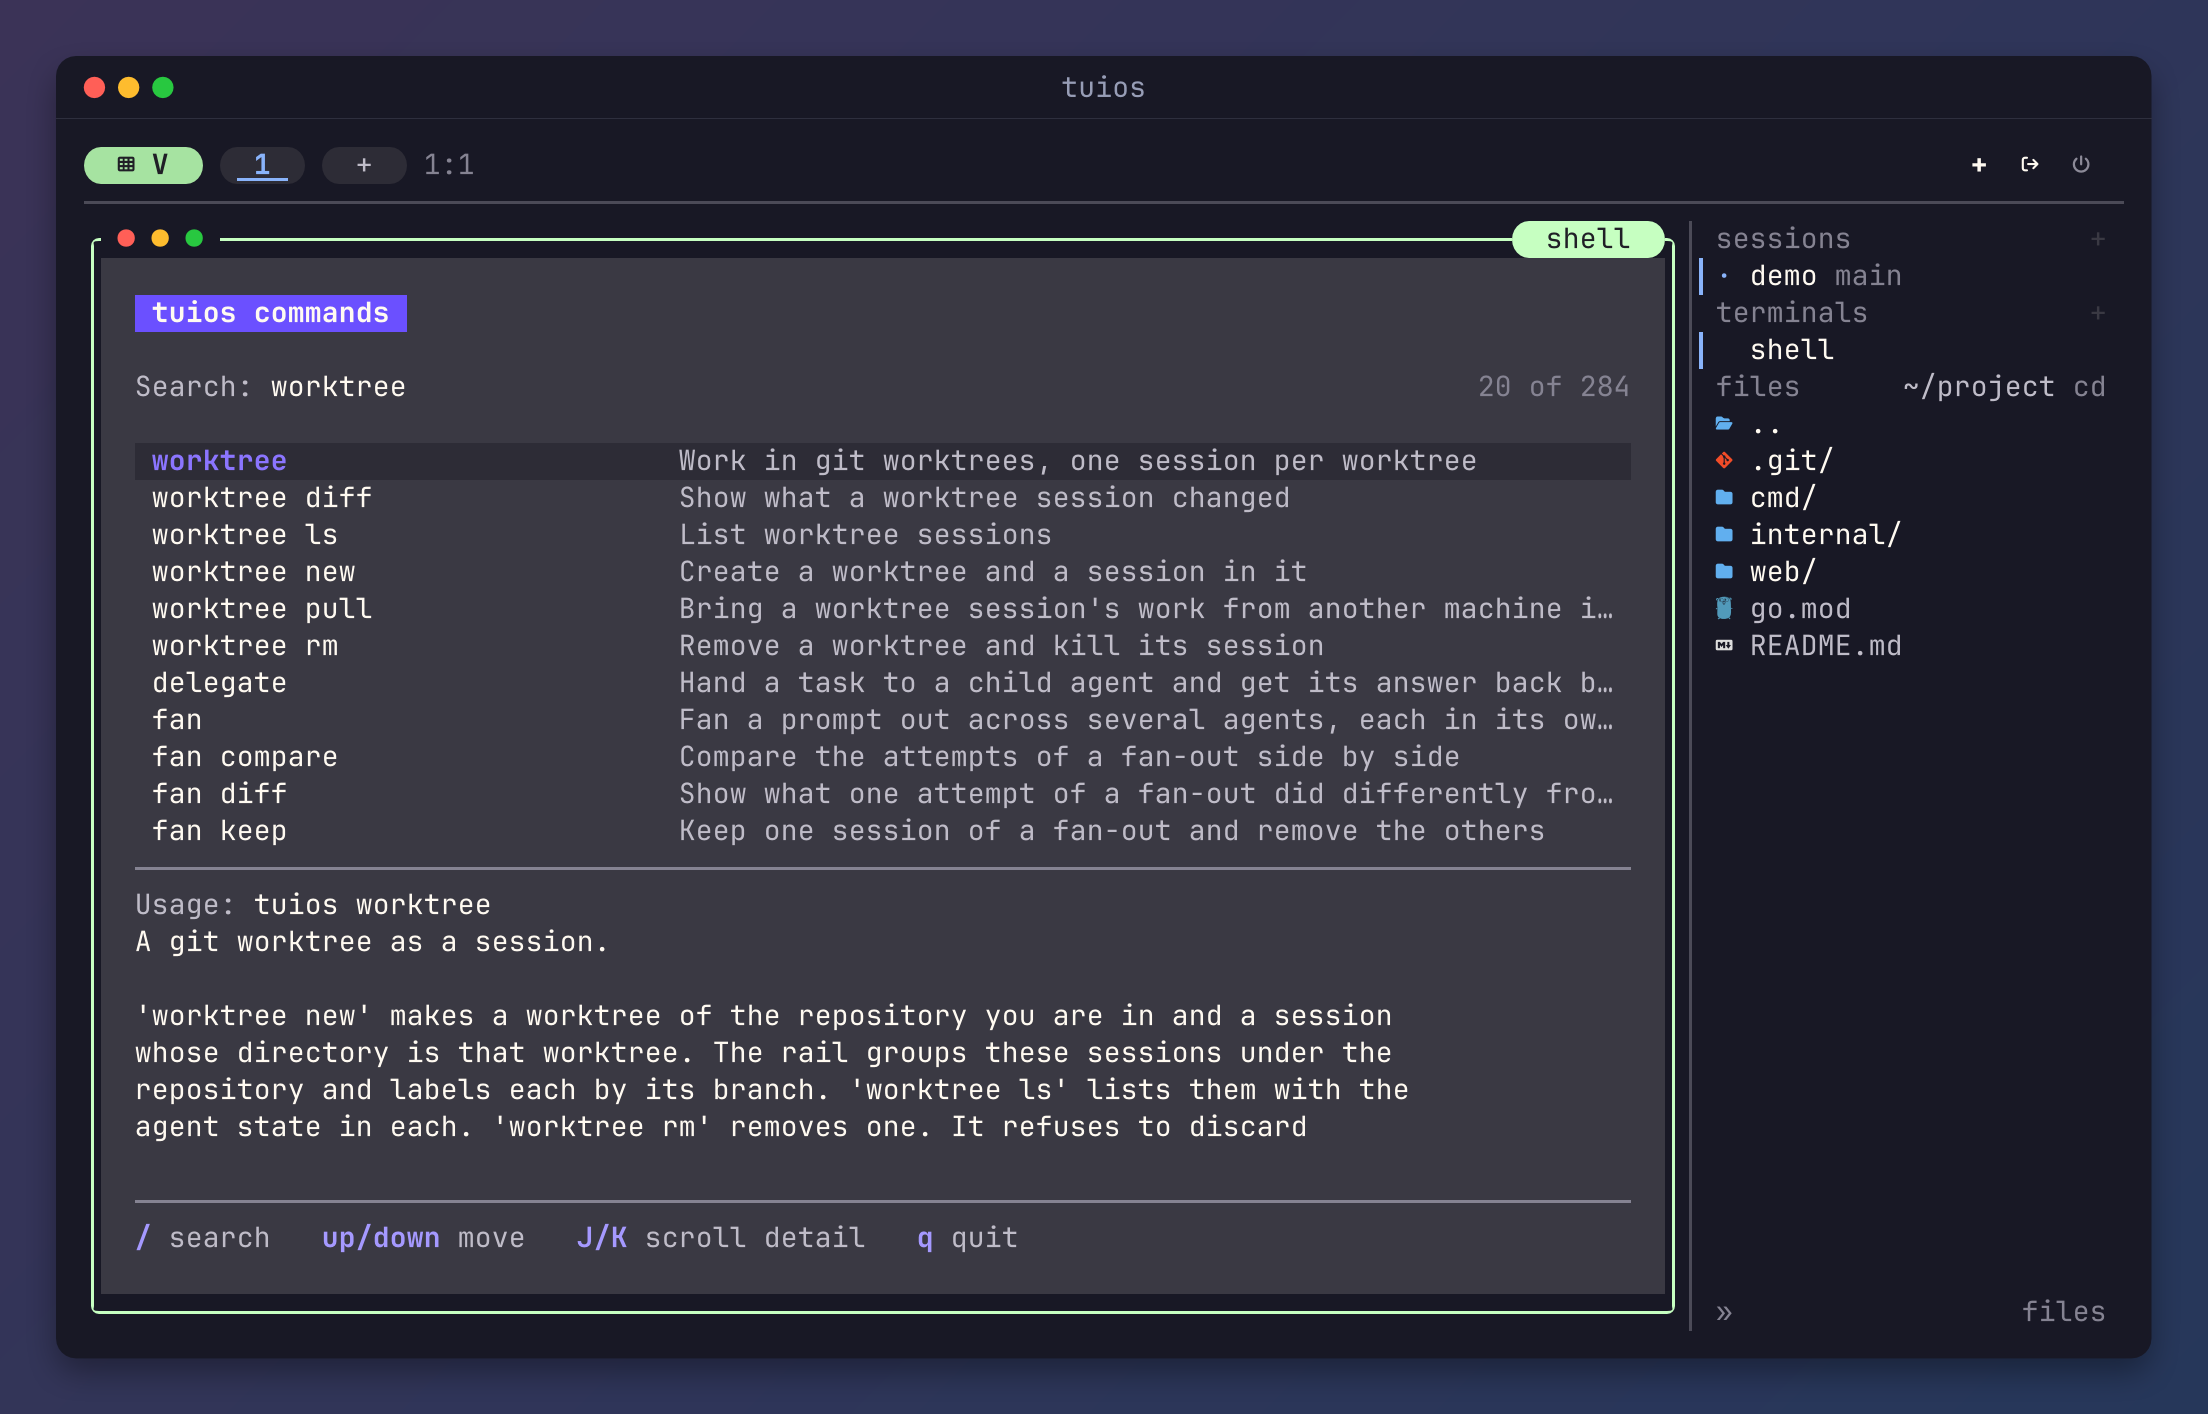 tuios
V 1 + 1:1
shell
tuios commands
Search: worktree 20 of 284
worktree Work in git worktrees, one session per worktree
worktree diff Show what a worktree session changed
worktree ls List worktree sessions
worktree new Create a worktree and a session in it
worktree pull Bring a worktree session's work from another machine i…
worktree rm Remove a worktree and kill its session
delegate Hand a task to a child agent and get its answer back b…
fan Fan a prompt out across several agents, each in its ow…
fan compare Compare the attempts of a fan-out side by side
fan diff Show what one attempt of a fan-out did differently fro…
fan keep Keep one session of a fan-out and remove the others
Usage: tuios worktree
A git worktree as a session.
'worktree new' makes a worktree of the repository you are in and a session
whose directory is that worktree. The rail groups these sessions under the
repository and labels each by its branch. 'worktree ls' lists them with the
agent state in each. 'worktree rm' removes one. It refuses to discard
/ search up/down move J/K scroll detail q quit
sessions +
· demo main
terminals +
shell
files ~/project cd
..
.git/
cmd/
internal/
web/
go.mod
README.md
» files